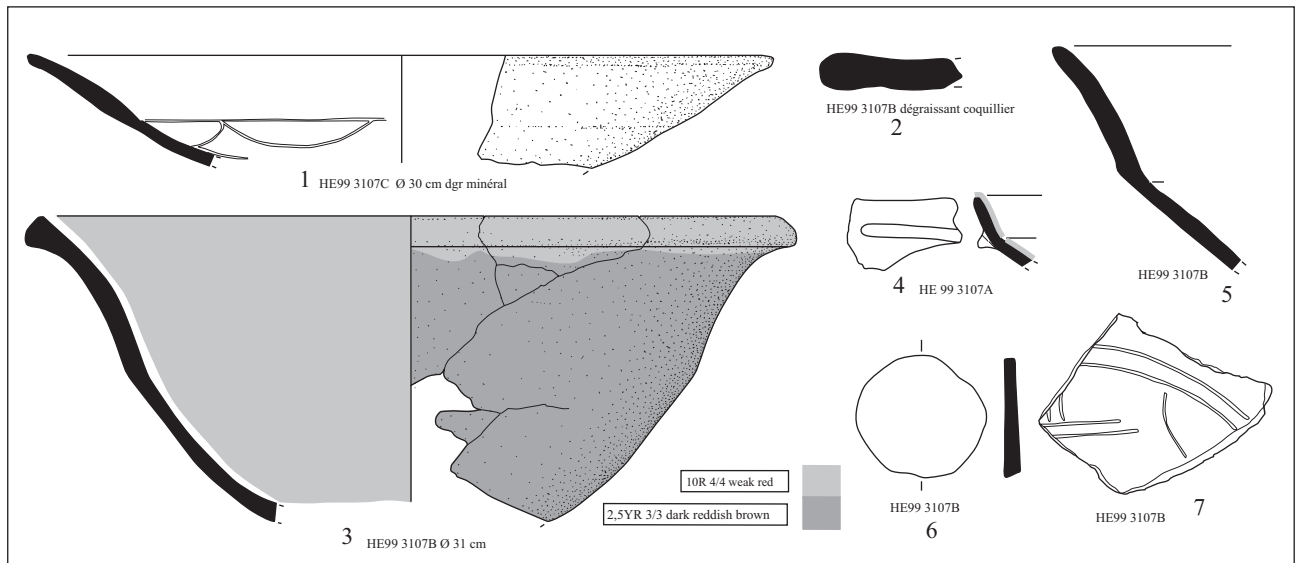 1 HE99 3107C Ø 30 cm dgr minéral
HE99 3107B dégraissant coquillier
2
4 HE 99 3107A
HE99 3107B
5
10R 4/4 weak red
2,5YR 3/3 dark reddish brown
3 HE99 3107B Ø 31 cm
HE99 3107B
6
HE99 3107B
7